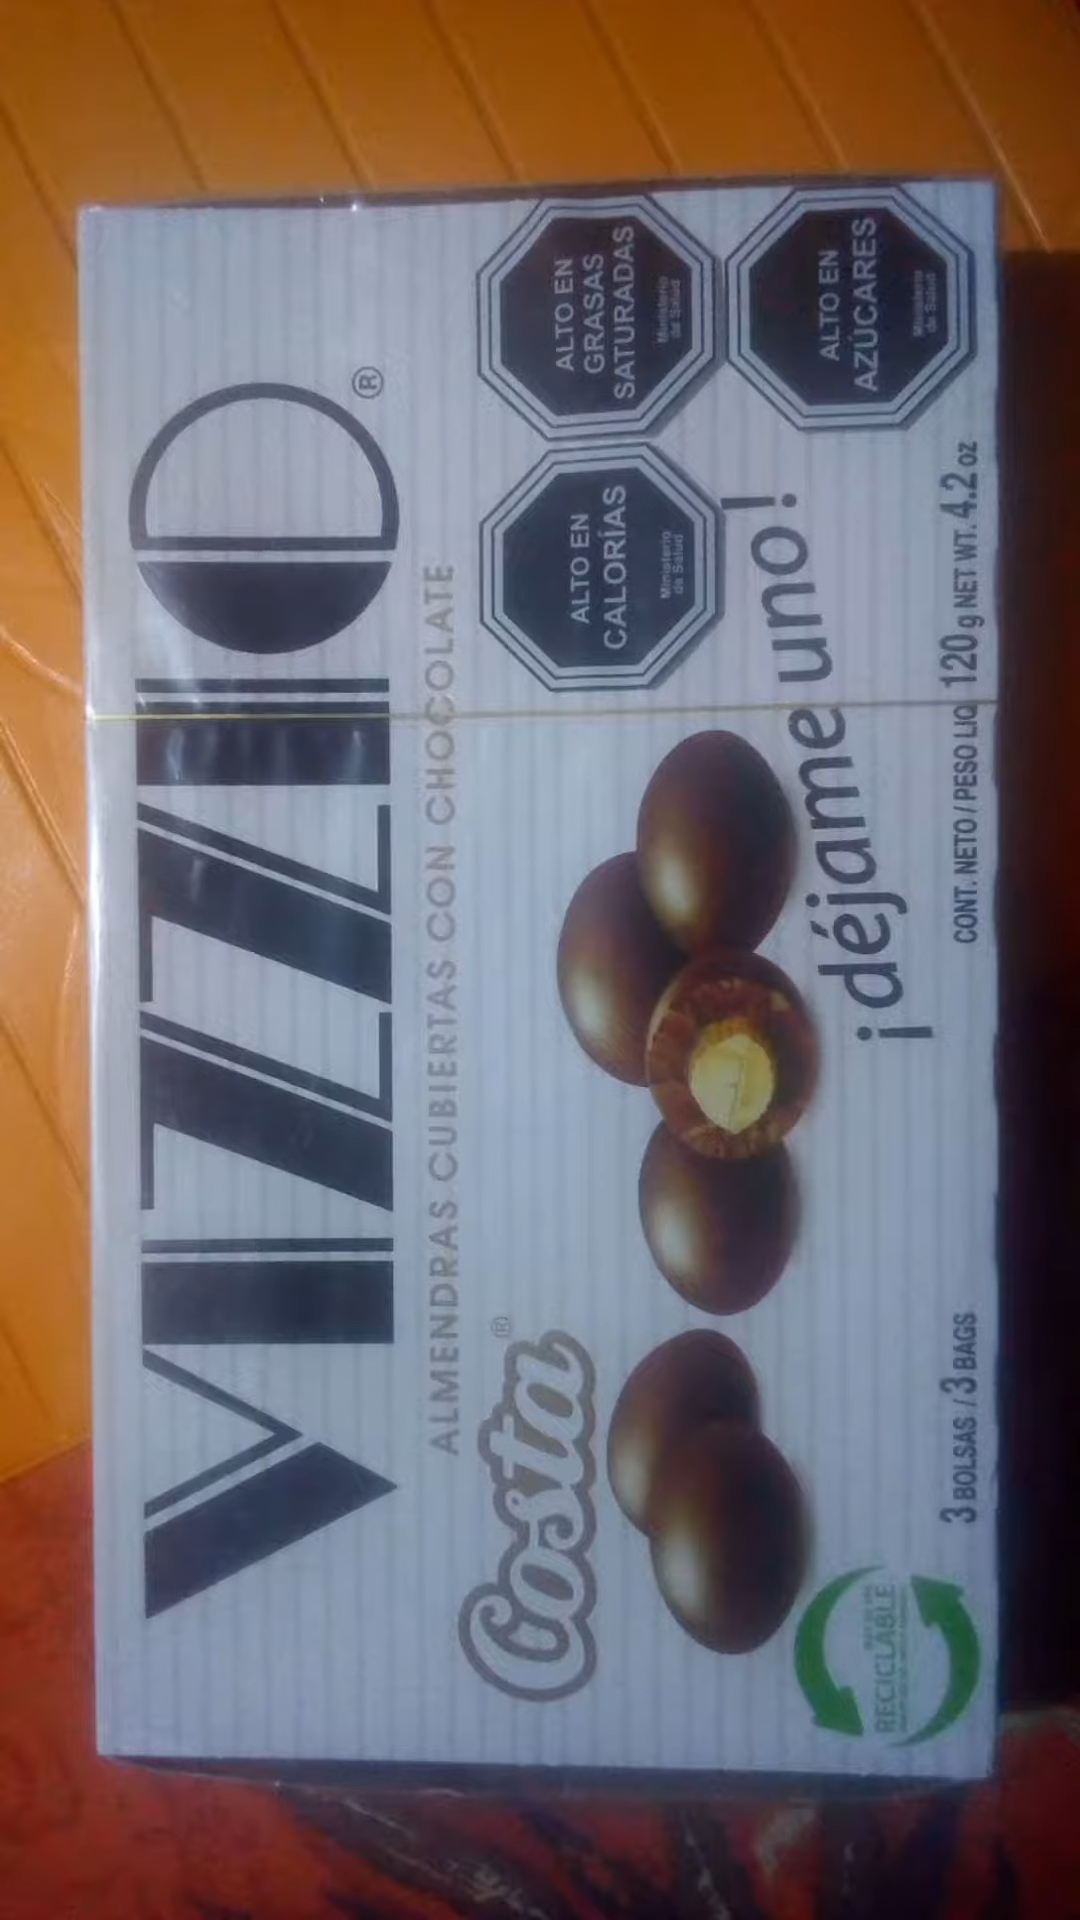 VIZZIO®
ALMENDRAS CUBIERTAS CON CHOCOLATE
Costa®
ALTO EN
CALORÍAS
Ministerio
de Salud
ALTO EN
GRASAS
SATURADAS
Ministerio
de Salud
ALTO EN
AZÚCARES
Ministerio
de Salud
¡déjame uno!
RECICLABLE
3 BOLSAS / 3 BAGS
CONT. NETO / PESO LIQ 120 g NET WT. 4.2 oz